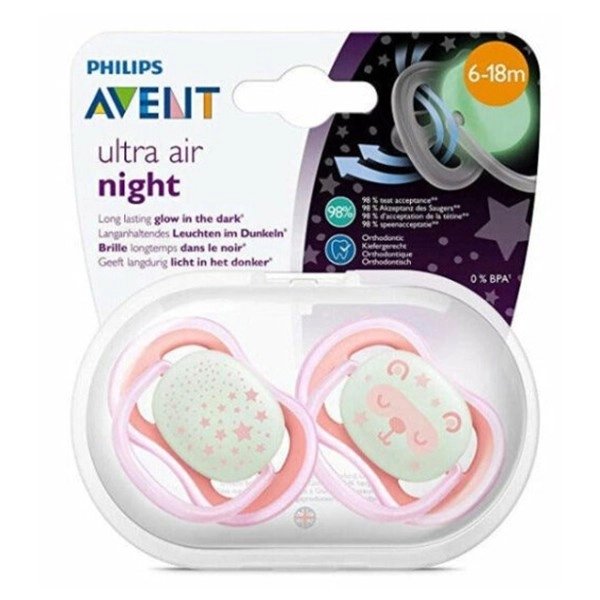 PHILIPS
AVENT
ultra air
night
Long lasting glow in the dark*
Langanhaltendes Leuchten im Dunkeln*
Brille longtemps dans le noir*
Geeft langdurig licht in het donker*
6-18m
98%
98 % teat acceptance**
98 % Akzeptanz des Saugers**
98 % d'acceptation de la tétine**
98 % speenacceptatie**
Orthodontic
Kiefergerecht
Orthodontique
Orthodontisch
0 % BPA¹